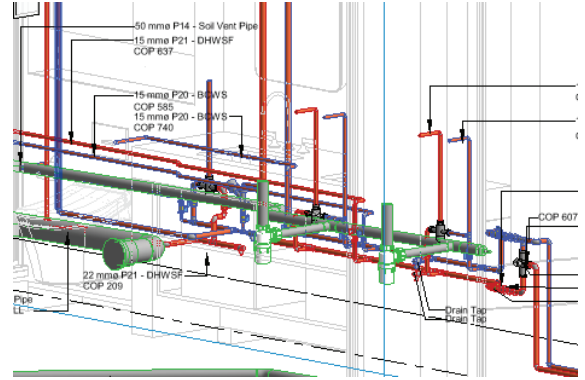 50 mmø P14 - Soil Vent Pipe
15 mmø P21 - DHWSF
COP 637
15 mmø P20 - BCWS
COP 585
15 mmø P20 - BCWS
COP 740
COP 607
22 mmø P21 - DHWSF
COP 209
Pipe
LL
Drain Tap
Drain Tap